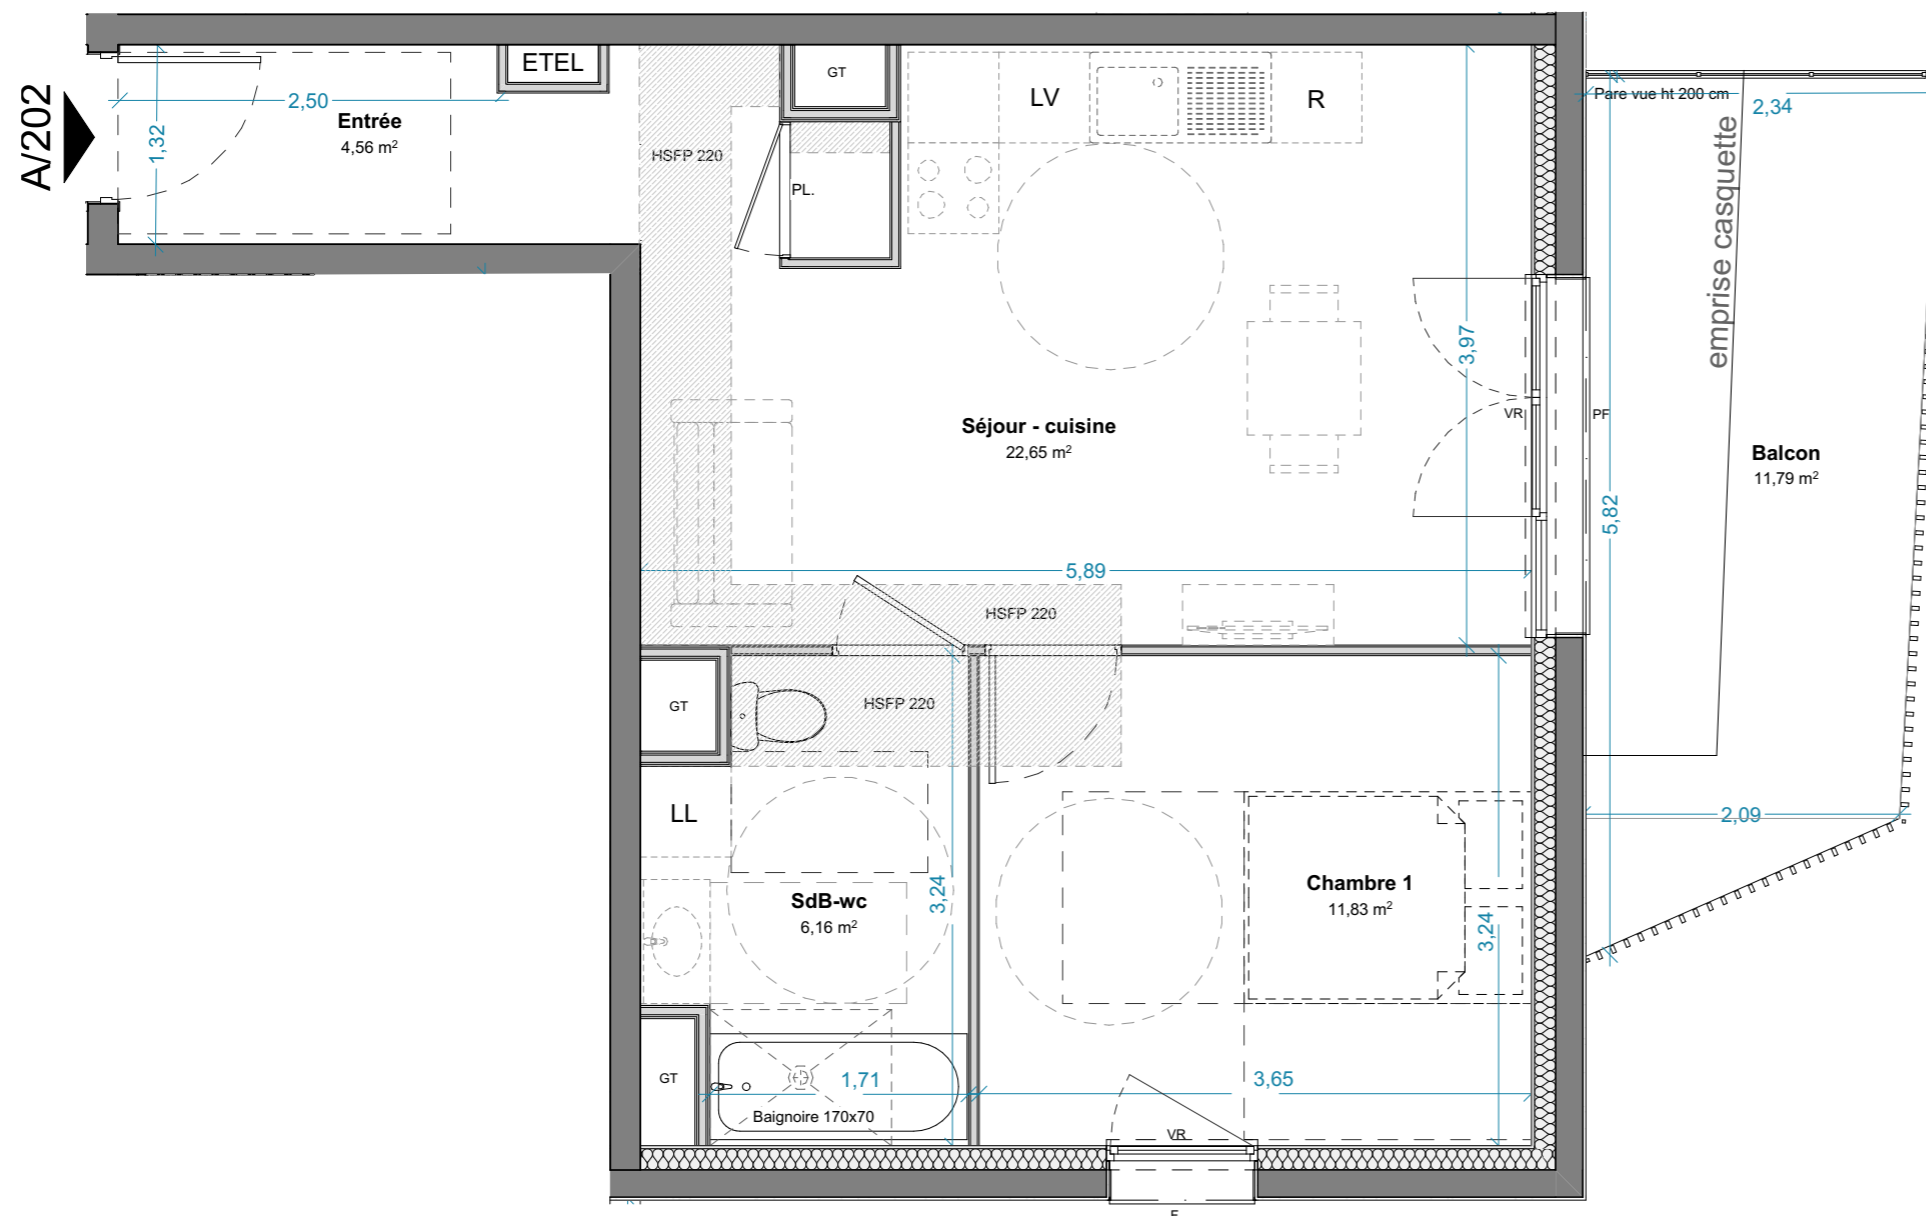 A/202
ETEL
2,50
1,32
Entrée
4,56 m²
HSFP 220
GT
PL.
LV
R
Pare vue ht 200 cm
2,34
emprise casquette
3,97
VR
PF
Séjour - cuisine
22,65 m²
Balcon
11,79 m²
5,82
5,89
HSFP 220
GT
HSFP 220
LL
2,09
SdB-wc
6,16 m²
3,24
Chambre 1
11,83 m²
3,24
GT
1,71
3,65
Baignoire 170x70
VR
F